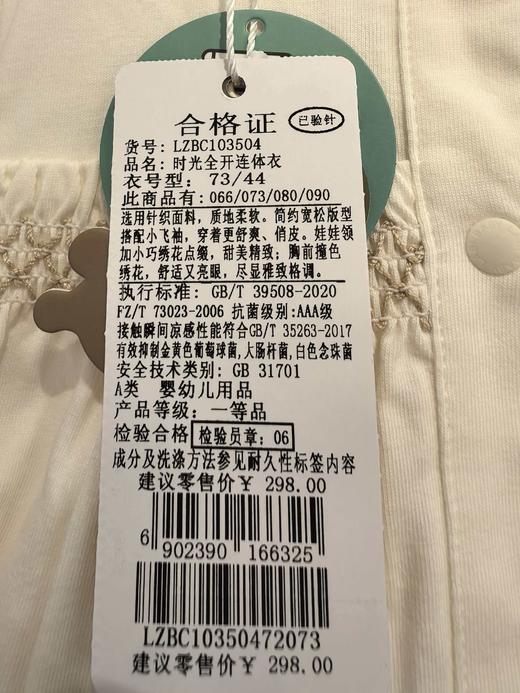 合格证 已验针
货号: LZBC103504
品名: 时光全开连体衣
衣号型: 73/44
此商品有: 066/073/080/090
选用针织面料，质地柔软。简约宽松版型
搭配小飞袖，穿着更舒爽、俏皮。娃娃领
加小巧绣花点缀，甜美精致；胸前撞色
绣花，舒适又亮眼，尽显雅致格调。
执行标准: GB/T 39508-2020
FZ/T 73023-2006 抗菌级别:AAA级
接触瞬间凉感性能符合GB/T 35263-2017
有效抑制金黄色葡萄球菌,大肠杆菌,白色念珠菌
安全技术类别: GB 31701
A类 婴幼儿用品
产品等级: 一等品
检验合格 检验员章: 06
成分及洗涤方法参见耐久性标签内容
建议零售价￥ 298.00
6 902390 166325
LZBC10350472073
建议零售价￥ 298.00